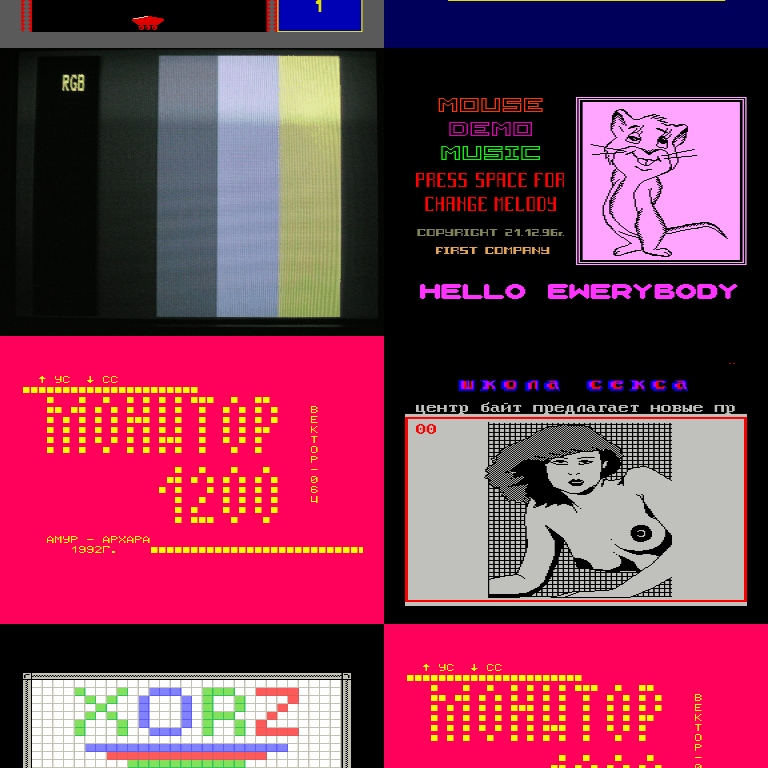 1
RGB
MOUSE
DEMO
MUSIC
PRESS SPACE FOR
CHANGE MELODY
COPYRIGHT 21.12.96г.
FIRST COMPANY
HELLO EWERYBODY
↑ УС ↓ СС
МОНИТОР
1200
ВЕКТОР-06Ц
АМУР - АРХАРА
1992Г.
школа секса
центр байт предлагает новые пр
00
XORZ
↑ УС ↓ СС
МОНИТОР